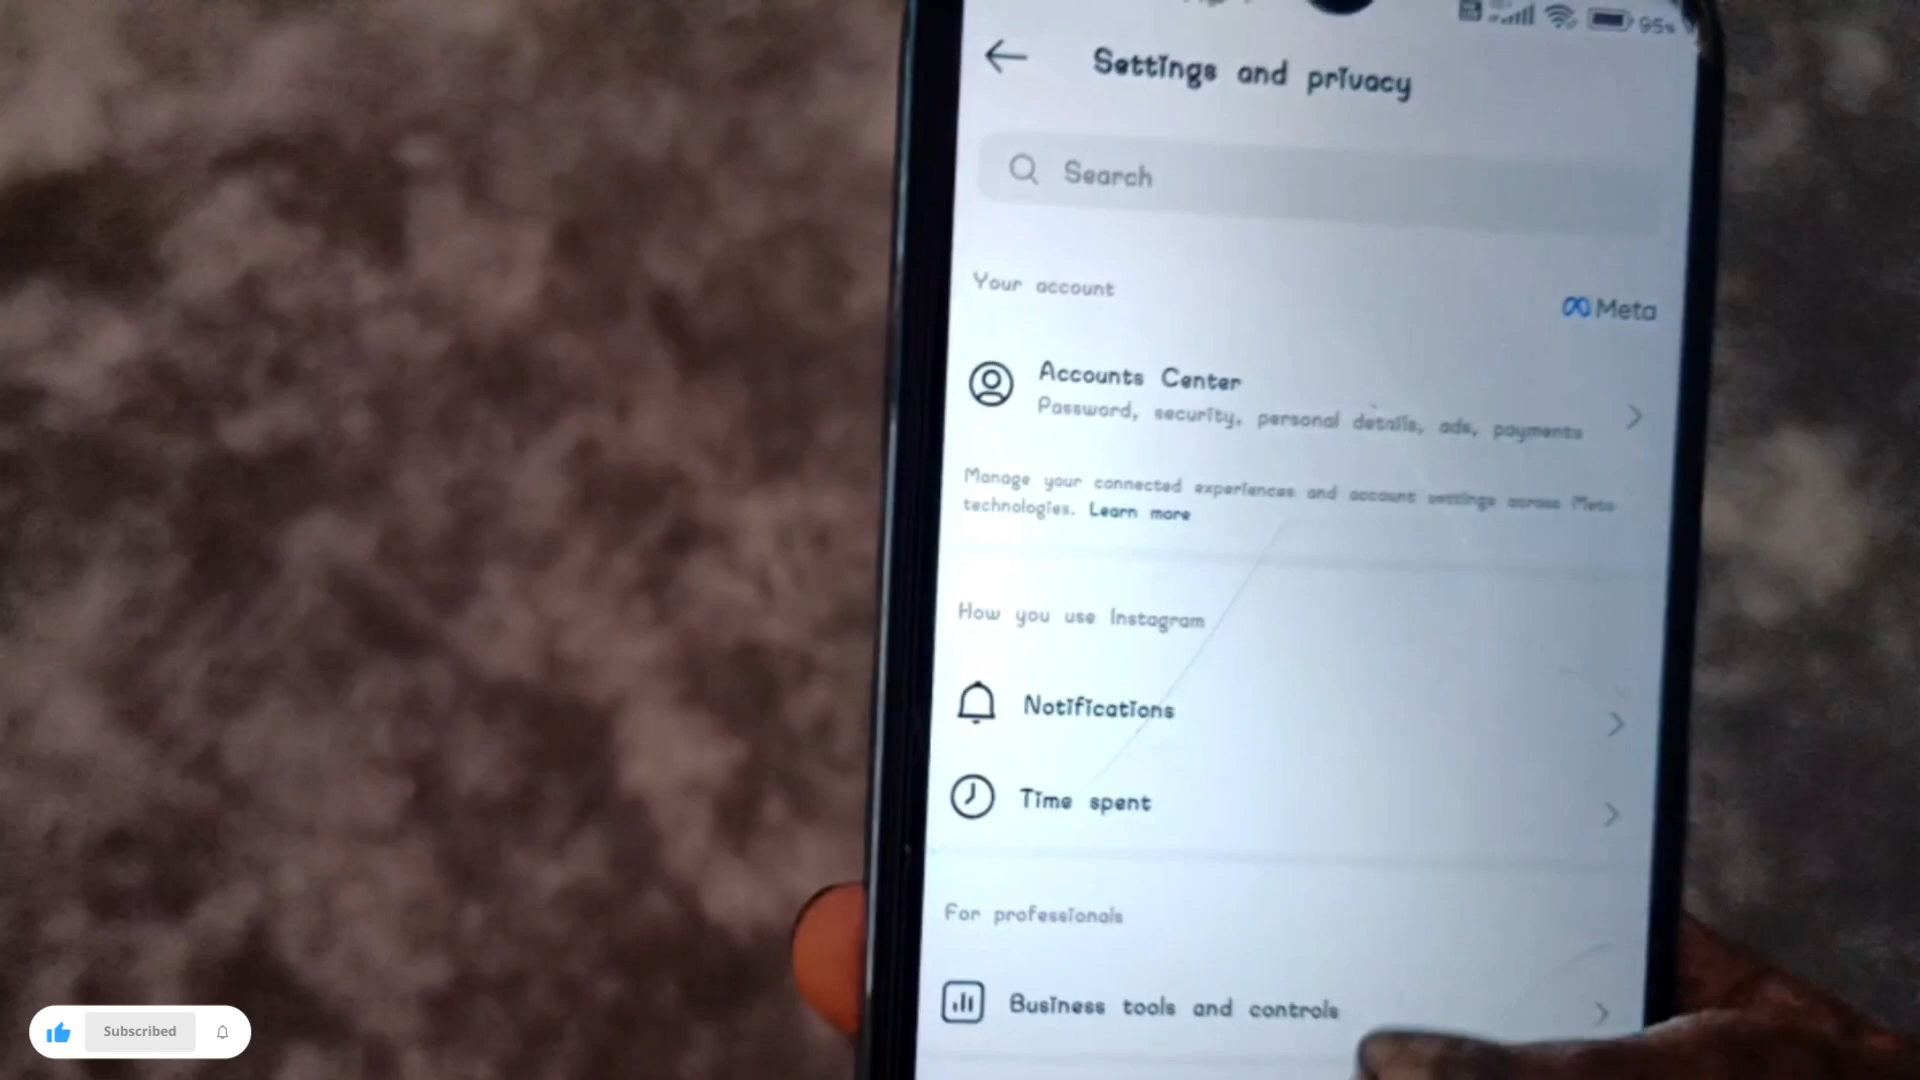 95%
Settings and privacy
Search
Your account
Meta
Accounts Center
Password, security, personal details, ads, payments
Manage your connected experiences and account settings across Meta
technologies. Learn more
How you use Instagram
Notifications
Time spent
For professionals
Business tools and controls
Subscribed